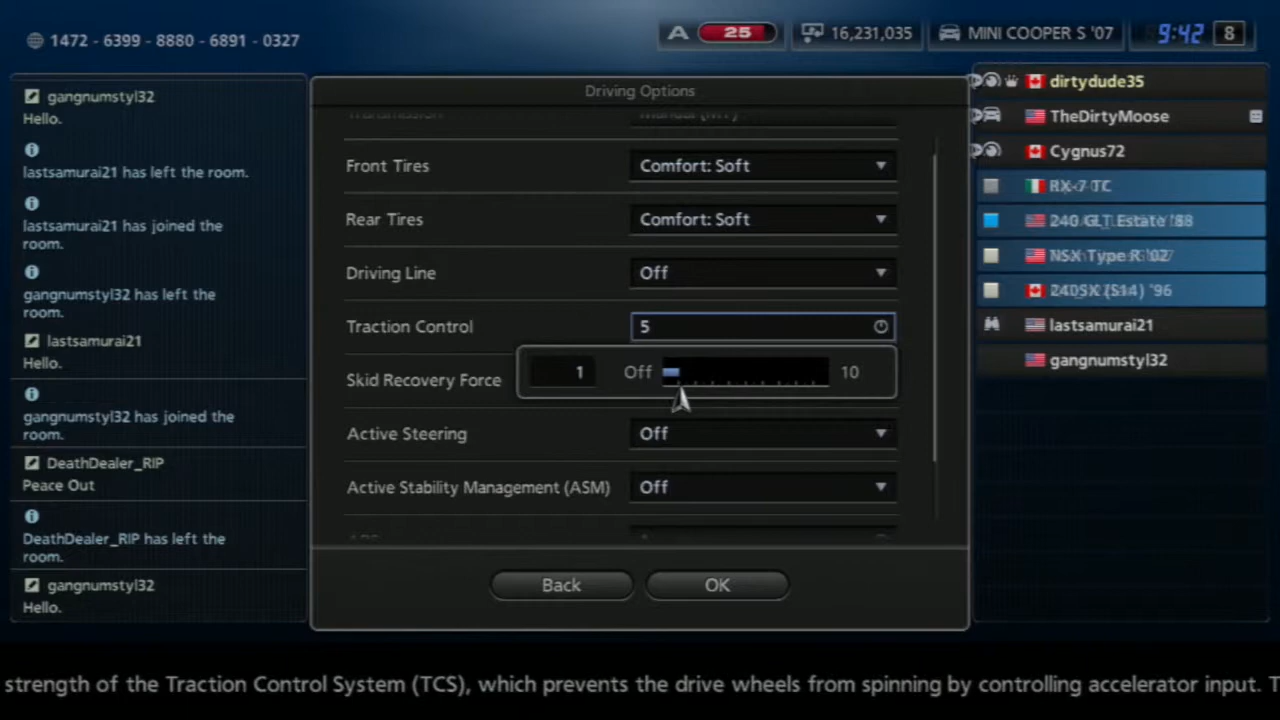 1472 - 6399 - 8880 - 6891 - 0327
A 25
16,231,035
MINI COOPER S '07
9:42 8
gangnumstyl32
Hello.
lastsamurai21 has left the room.
lastsamurai21 has joined the
room.
gangnumstyl32 has left the
room.
lastsamurai21
Hello.
gangnumstyl32 has joined the
room.
DeathDealer_RIP
Peace Out
DeathDealer_RIP has left the
room.
gangnumstyl32
Hello.
Driving Options
Transmission Manual (MT)
Front Tires Comfort: Soft
Rear Tires Comfort: Soft
Driving Line Off
Traction Control 5
1 Off 10
Skid Recovery Force
Active Steering Off
Active Stability Management (ASM) Off
Back OK
dirtydude35
TheDirtyMoose
Cygnus72
RX-7 TC
240 GLT Estate '88
NSX Type R '02
240SX (S14) '96
lastsamurai21
gangnumstyl32
strength of the Traction Control System (TCS), which prevents the drive wheels from spinning by controlling accelerator input. T